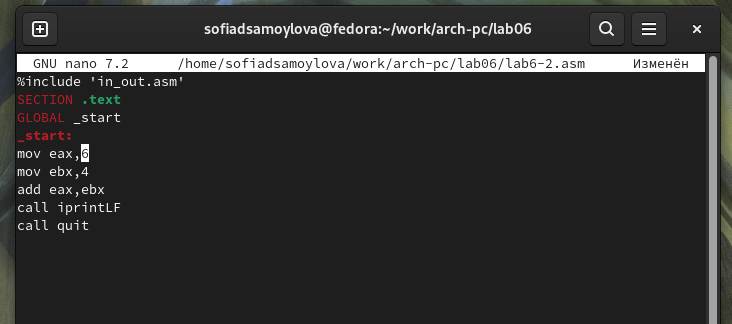 sofiadsamoylova@fedora:~/work/arch-pc/lab06
GNU nano 7.2 /home/sofiadsamoylova/work/arch-pc/lab06/lab6-2.asm Изменён
%include 'in_out.asm'
SECTION .text
GLOBAL _start
_start:
mov eax,6
mov ebx,4
add eax,ebx
call iprintLF
call quit